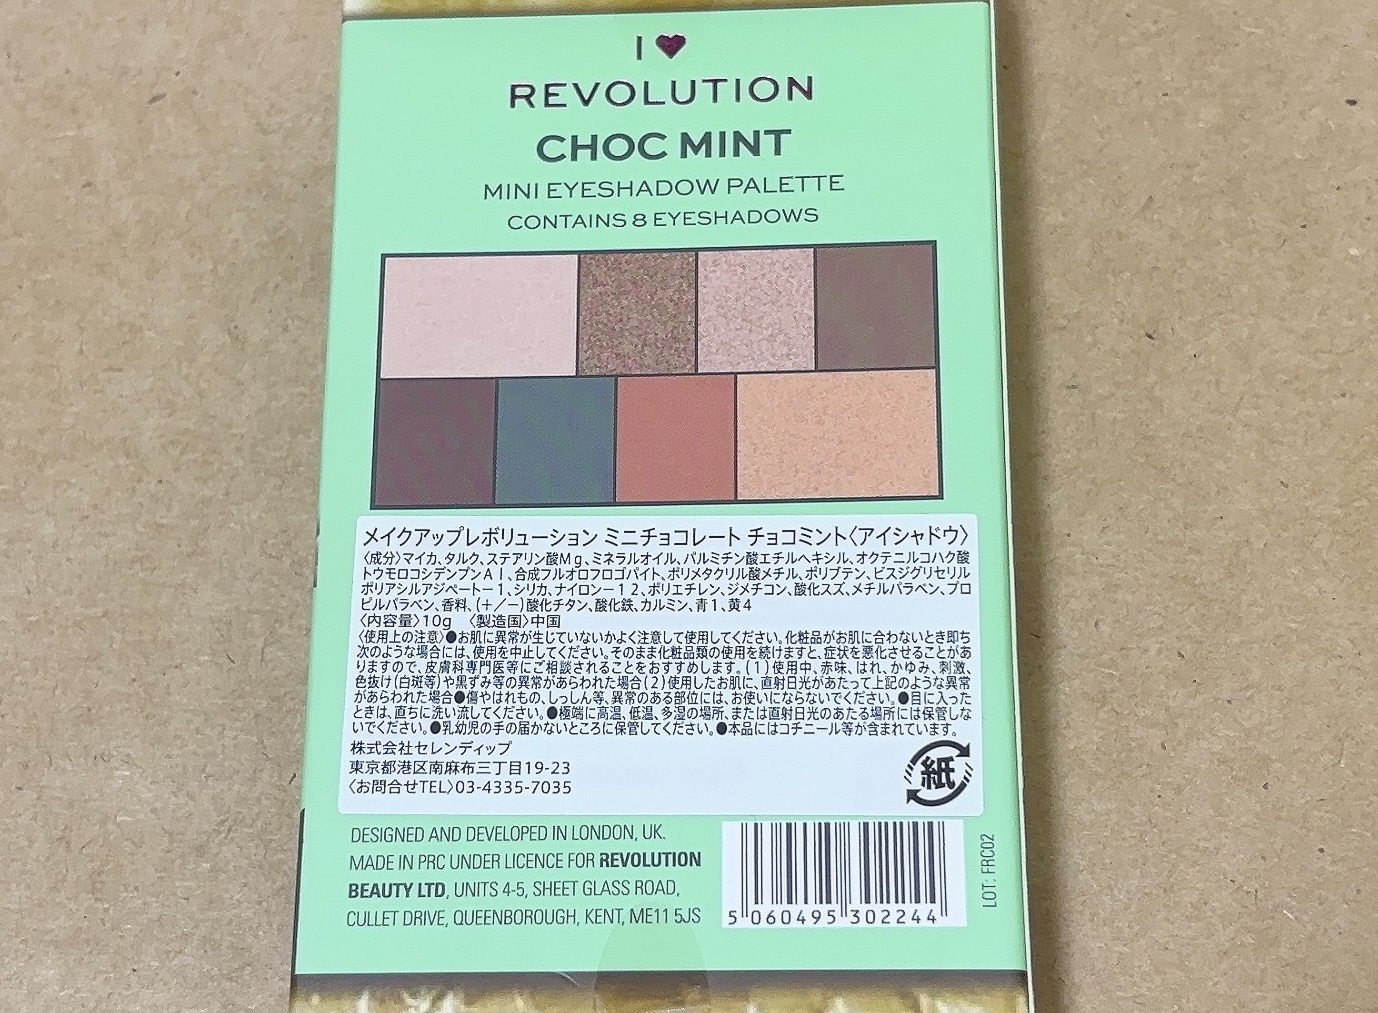 I
REVOLUTION
CHOC MINT
MINI EYESHADOW PALETTE
CONTAINS 8 EYESHADOWS
メイクアップレボリューション ミニチョコレート チョコミント〈アイシャドウ〉
〈成分〉マイカ、タルク、ステアリン酸Mg、ミネラルオイル、パルミチン酸エチルヘキシル、オクテニルコハク酸
トウモロコシデンプンAl、合成フルオロフロゴパイト、ポリメタクリル酸メチル、ポリブテン、ビスジグリセリル
ポリアシルアジペート－1、シリカ、ナイロン－12、ポリエチレン、ジメチコン、酸化スズ、メチルパラベン、プロ
ピルパラベン、香料、(+／－)酸化チタン、酸化鉄、カルミン、青1、黄4
〈内容量〉10g 〈製造国〉中国
〈使用上の注意〉●お肌に異常が生じていないかよく注意して使用してください。化粧品がお肌に合わないとき即ち
次のような場合には、使用を中止してください。そのまま化粧品類の使用を続けますと、症状を悪化させることがあ
りますので、皮膚科専門医等にご相談されることをおすすめします。(1)使用中、赤味、はれ、かゆみ、刺激、
色抜け(白斑等)や黒ずみ等の異常があらわれた場合(2)使用したお肌に、直射日光があたって上記のような異常
があらわれた場合●傷やはれもの、しっしん等、異常のある部位には、お使いにならないでください。●目に入った
ときは、直ちに洗い流してください。●極端に高温、低温、多湿の場所、または直射日光のあたる場所には保管しな
いでください。●乳幼児の手の届かないところに保管してください。●本品にはコチニール等が含まれています。
株式会社セレンディップ
東京都港区南麻布三丁目19-23
〈お問合せTEL〉03-4335-7035
紙
DESIGNED AND DEVELOPED IN LONDON, UK.
MADE IN PRC UNDER LICENCE FOR REVOLUTION
BEAUTY LTD, UNITS 4-5, SHEET GLASS ROAD,
CULLET DRIVE, QUEENBOROUGH, KENT, ME11 5JS
5 060495 302244
LOT: FRC02